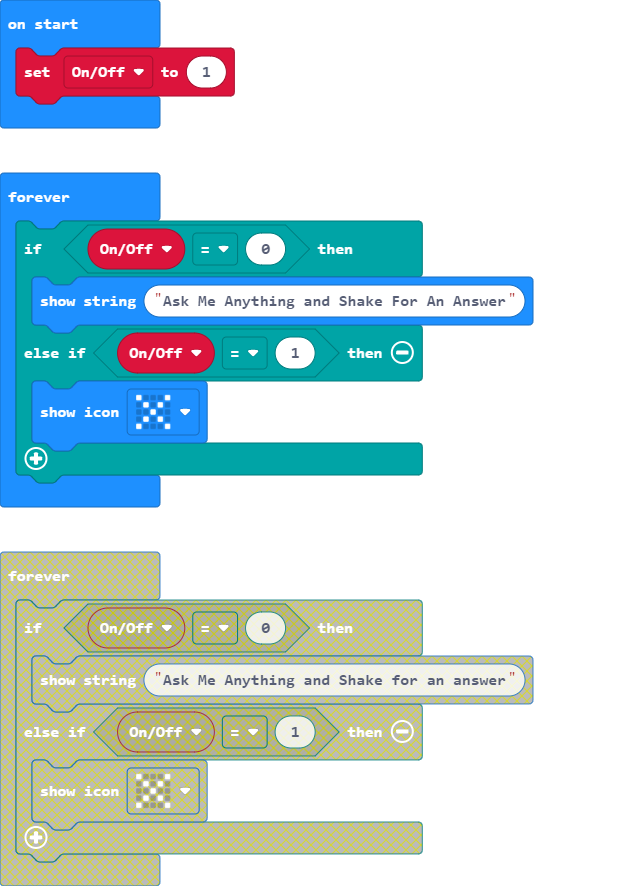 on start
set On/Off to 1
forever
if On/Off = 0 then
show string "Ask Me Anything and Shake For An Answer"
else if On/Off = 1 then
show icon
forever
if On/Off = 0 then
show string "Ask Me Anything and Shake for an answer"
else if On/Off = 1 then
show icon